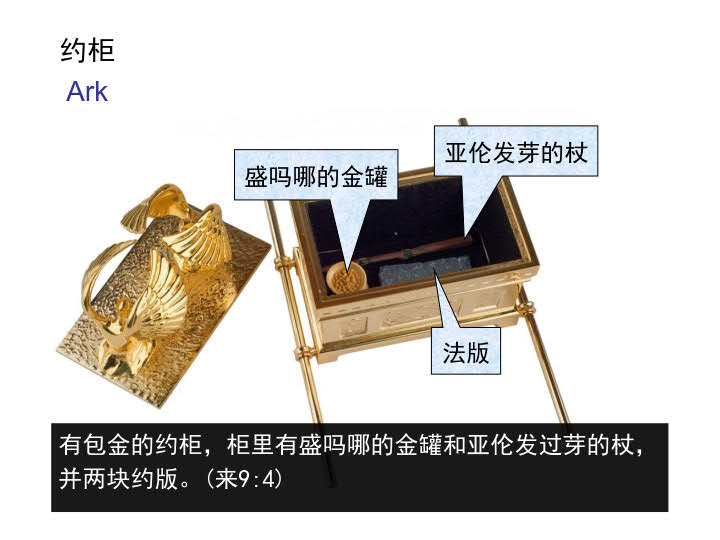 约柜
Ark
亚伦发芽的杖
盛吗哪的金罐
法版
有包金的约柜，柜里有盛吗哪的金罐和亚伦发过芽的杖，
并两块约版。(来9:4)